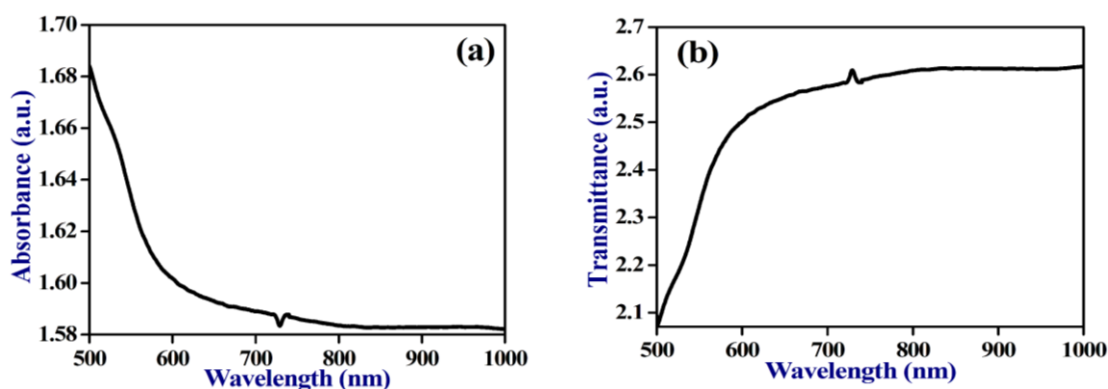 (a)
Absorbance (a.u.)
1.70
1.68
1.66
1.64
1.62
1.60
1.58
500 600 700 800 900 1000
Wavelength (nm)
(b)
Transmittance (a.u.)
2.7
2.6
2.5
2.4
2.3
2.2
2.1
500 600 700 800 900 1000
Wavelength (nm)